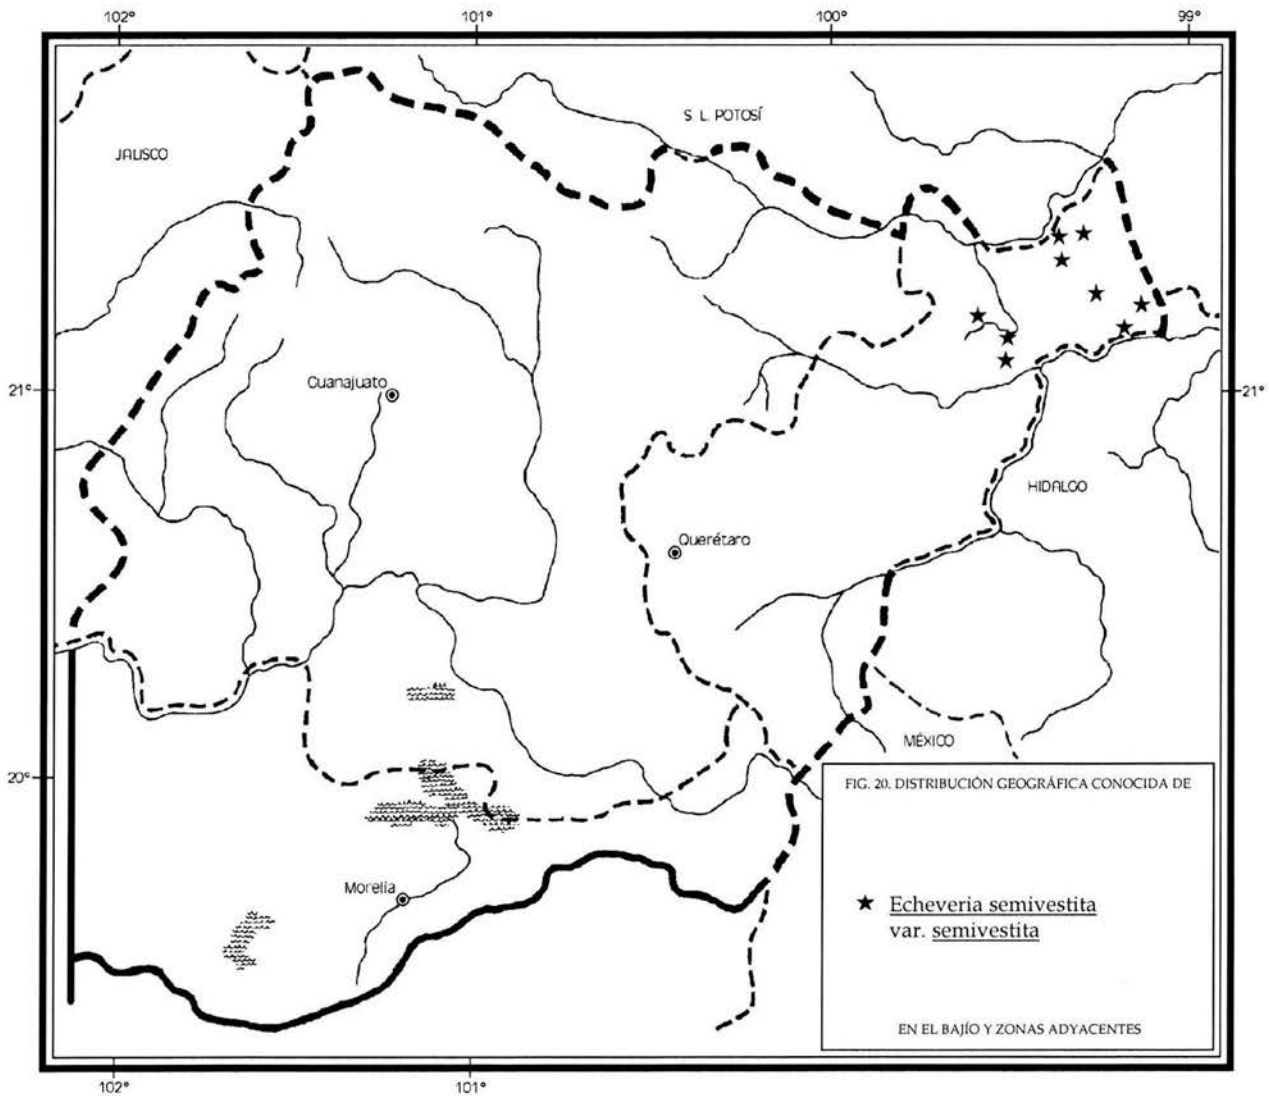 102° 101° 100° 99°
S. L. POTOSÍ
JALISCO
Guanajuato
21° 21°
HIDALGO
Querétaro
MÉXICO
20°
FIG. 20. DISTRIBUCIÓN GEOGRÁFICA CONOCIDA DE
Morelia
Echeveria semivestita
var. semivestita
EN EL BAJÍO Y ZONAS ADYACENTES
102° 101°